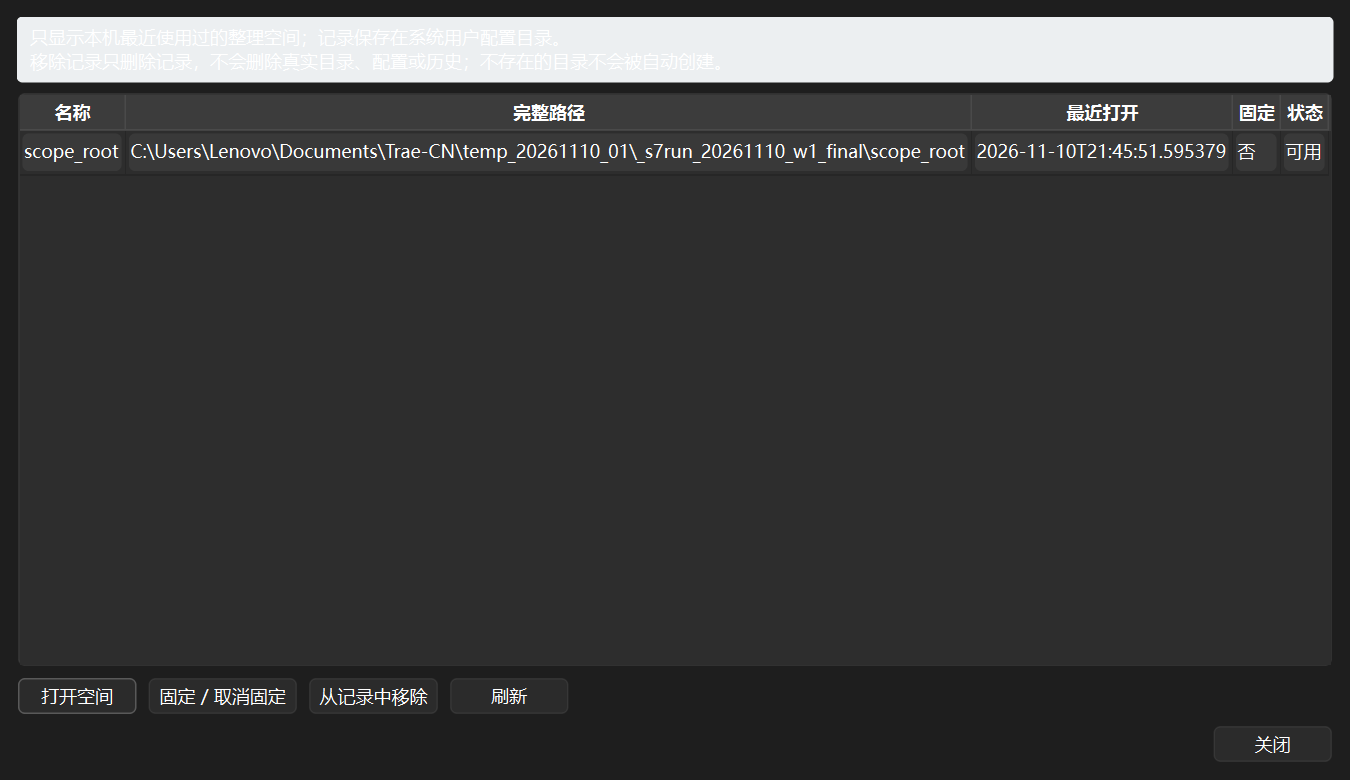 只显示本机最近使用过的整理空间；记录保存在系统用户配置目录。
移除记录只删除记录，不会删除真实目录、配置或历史；不存在的目录不会被自动创建。
名称 完整路径 最近打开 固定 状态
scope_root C:\Users\Lenovo\Documents\Trae-CN\temp_20261110_01\_s7run_20261110_w1_final\scope_root 2026-11-10T21:45:51.595379 否 可用
打开空间 固定 / 取消固定 从记录中移除 刷新
关闭